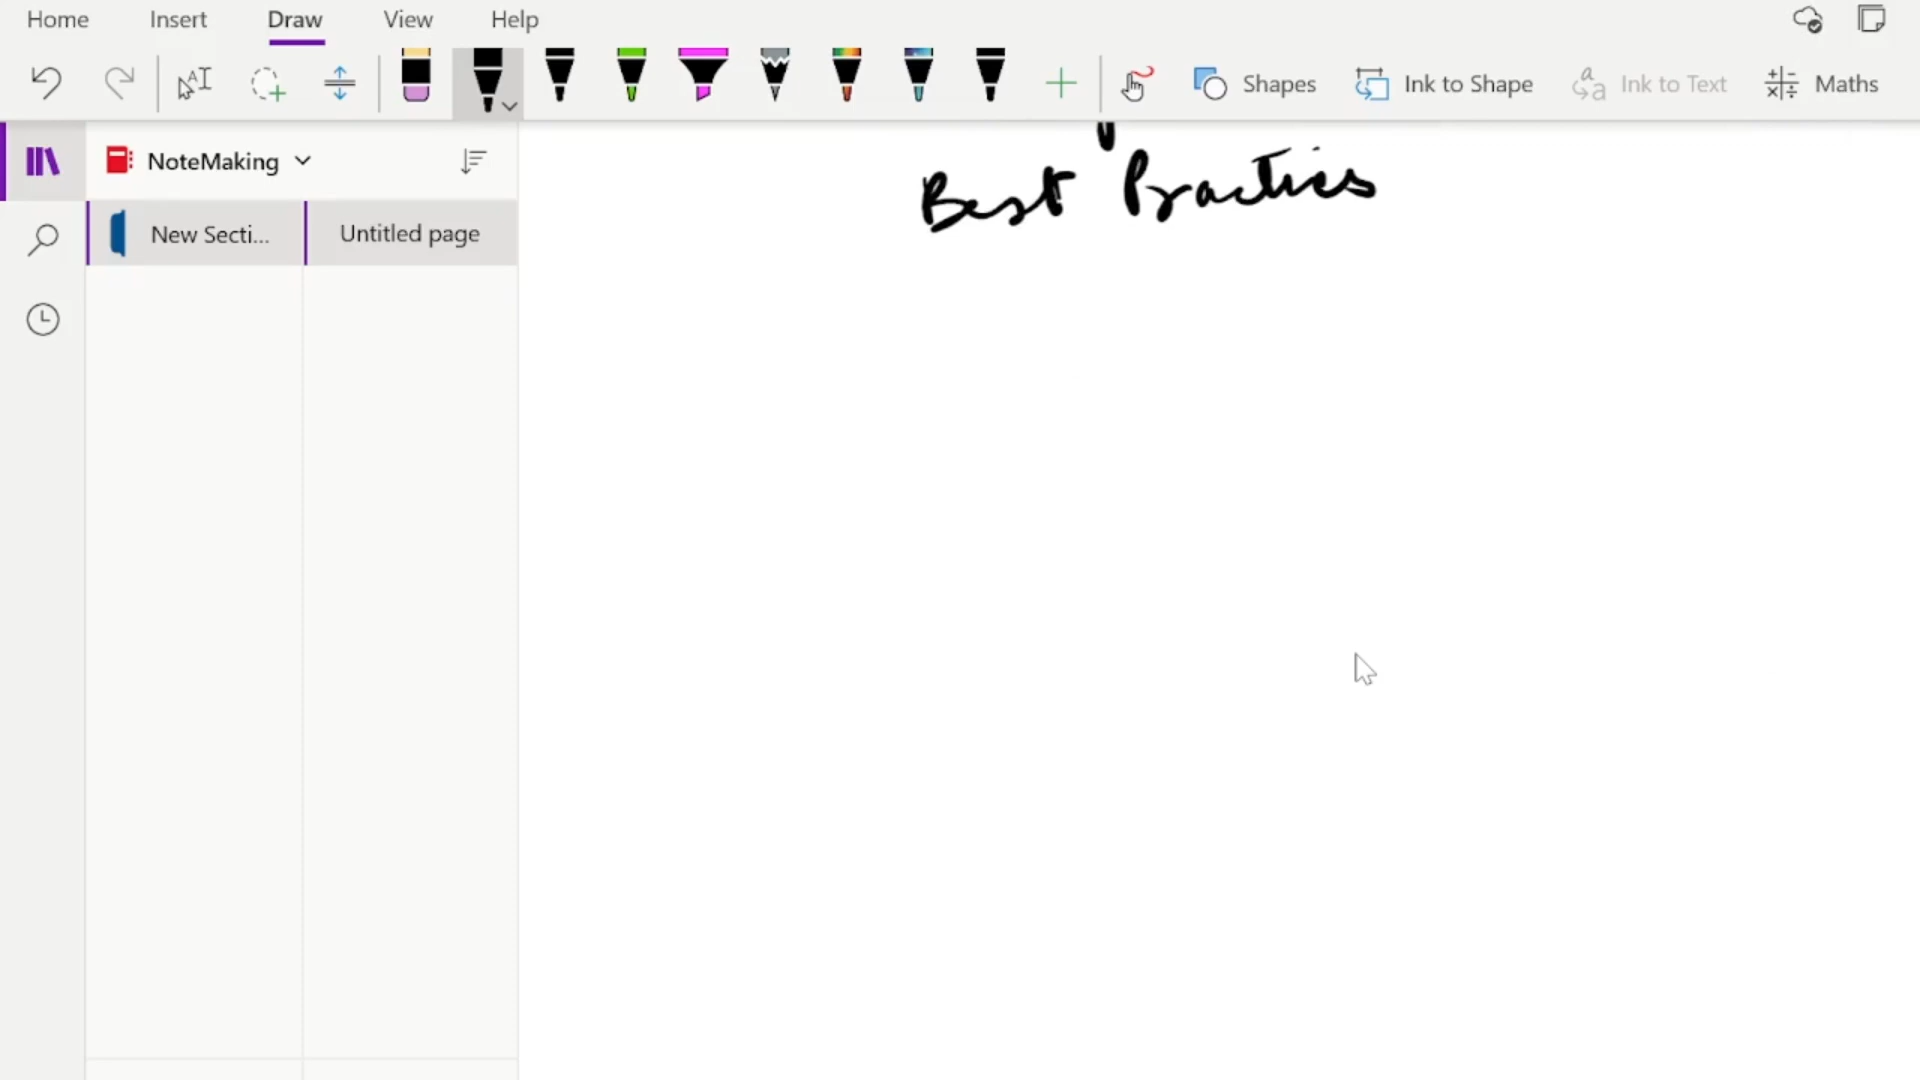 Home Insert Draw View Help
Shapes Ink to Shape Ink to Text Maths
NoteMaking
New Secti... Untitled page
Best Practices